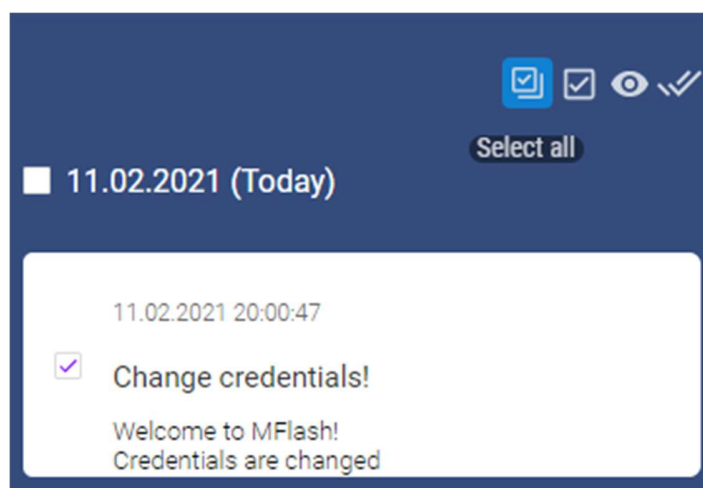 Select all
11.02.2021 (Today)
11.02.2021 20:00:47
Change credentials!
Welcome to MFlash!
Credentials are changed